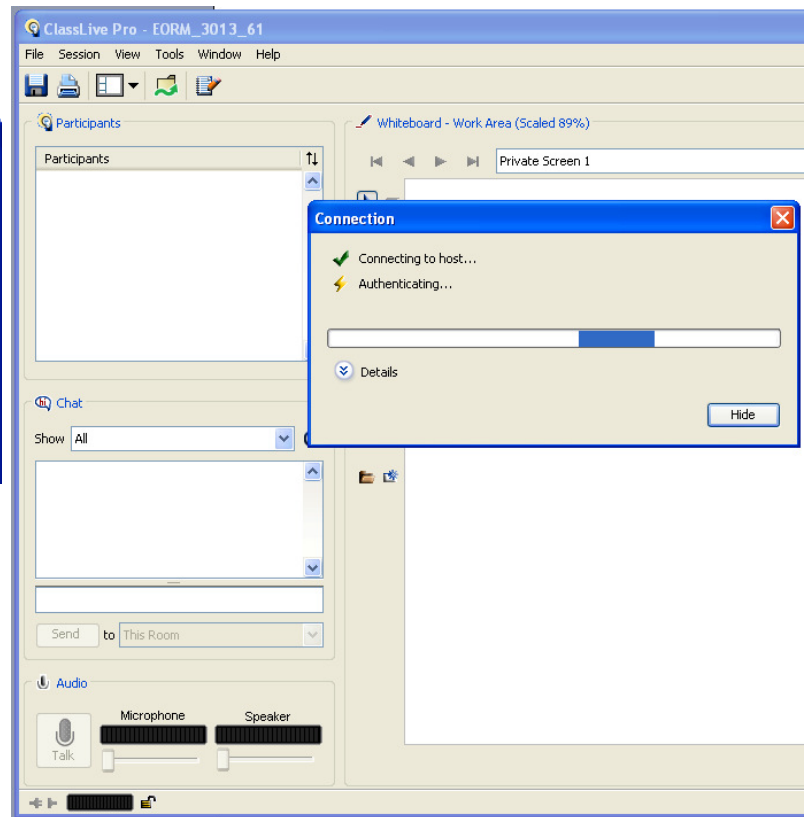 ClassLive Pro - EORM_3013_61
File Session View Tools Window Help
Participants
Participants
Whiteboard - Work Area (Scaled 89%)
Private Screen 1
Connection
Connecting to host...
Authenticating...
Details
Hide
hi
Chat
Show All
Send to This Room
Audio
Microphone Speaker
Talk